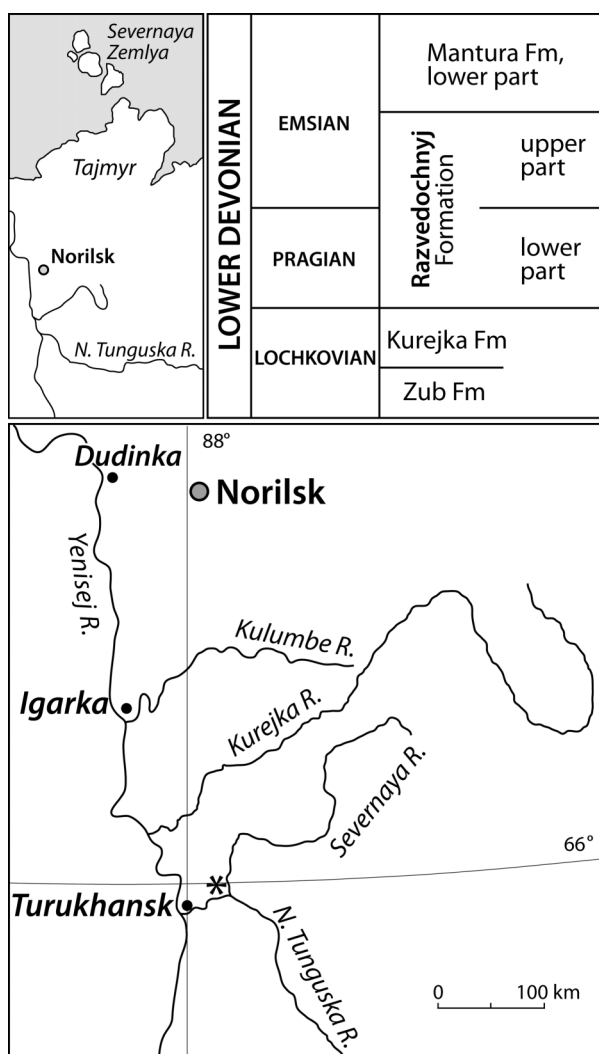 Severnaya
Zemlya
Tajmyr
Norilsk
N. Tunguska R.
LOWER DEVONIAN
EMSIAN
PRAGIAN
LOCHKOVIAN
Mantura Fm,
lower part
Razvedochnyj
Formation
upper
part
lower
part
Kurejka Fm
Zub Fm
88°
Dudinka
Norilsk
Yenisej R.
Kulumbe R.
Igarka
Kurejka R.
Severnaya R.
66°
*
Turukhansk
N. Tunguska R.
0 100 km